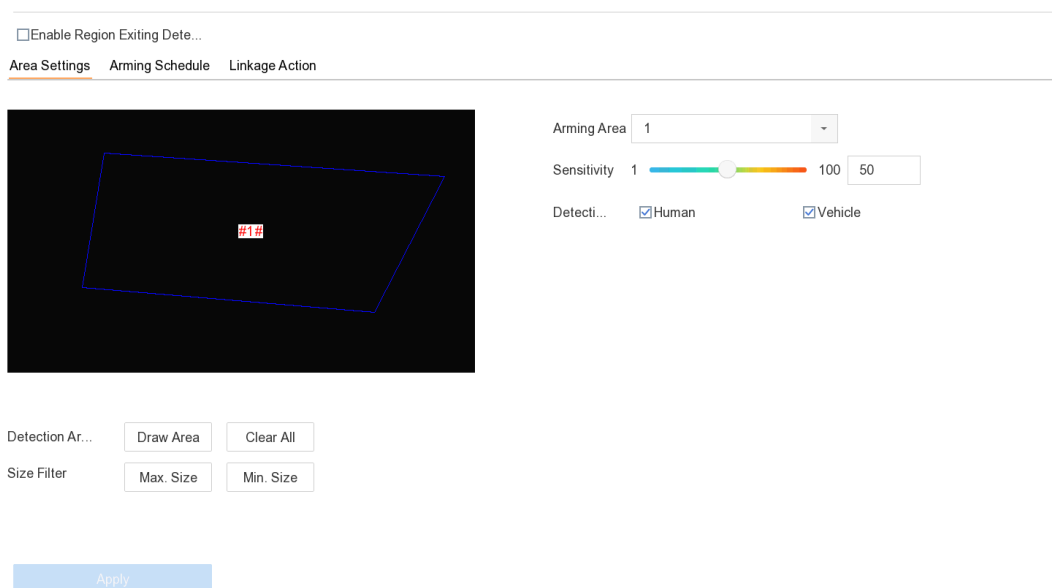 Enable Region Exiting Dete...
Area Settings Arming Schedule Linkage Action
Arming Area 1
Sensitivity 1 100 50
Detecti... Human Vehicle
#1#
Detection Ar... Draw Area Clear All
Size Filter Max. Size Min. Size
Apply